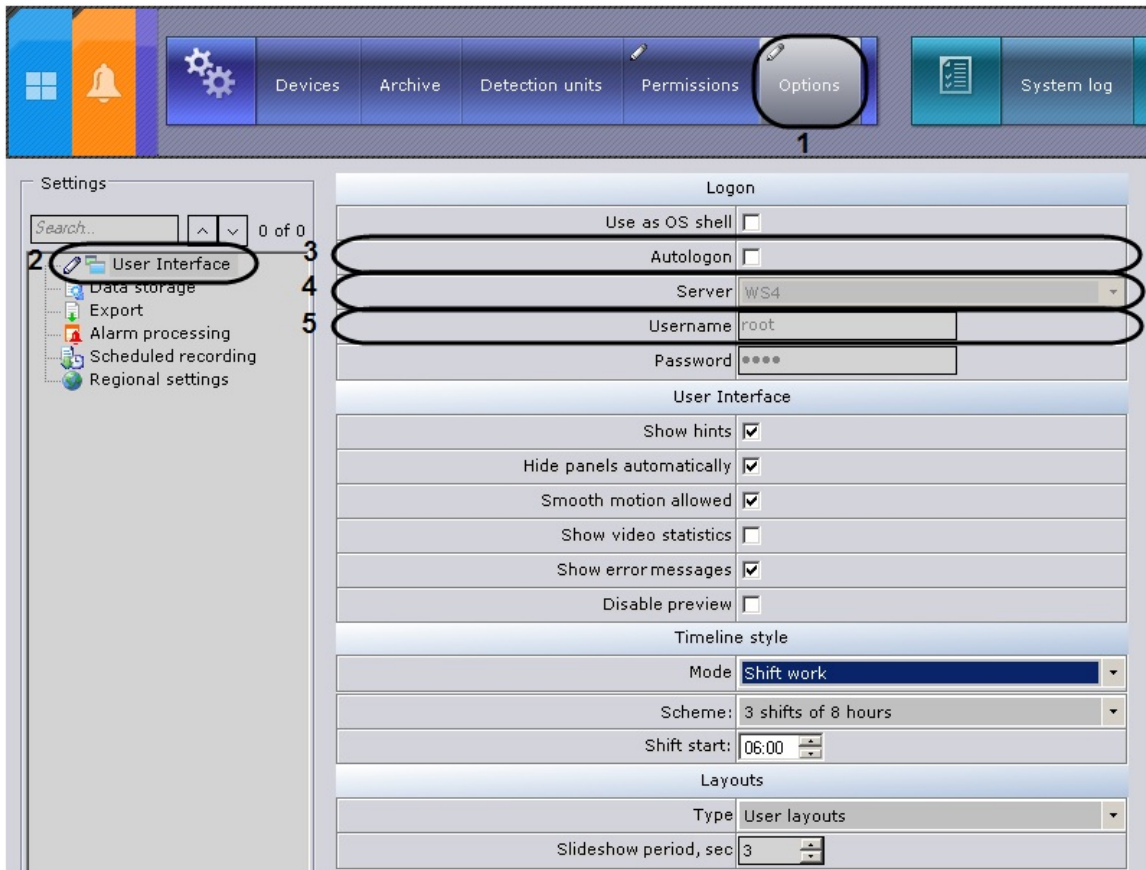 Devices Archive Detection units Permissions Options System log
1
Settings
Search... 0 of 0
2 User Interface
Data storage
Export
Alarm processing
Scheduled recording
Regional settings
Logon
Use as OS shell
3 Autologon
4 Server WS4
5 Username root
Password
User Interface
Show hints
Hide panels automatically
Smooth motion allowed
Show video statistics
Show error messages
Disable preview
Timeline style
Mode Shift work
Scheme: 3 shifts of 8 hours
Shift start: 06:00
Layouts
Type User layouts
Slideshow period, sec 3